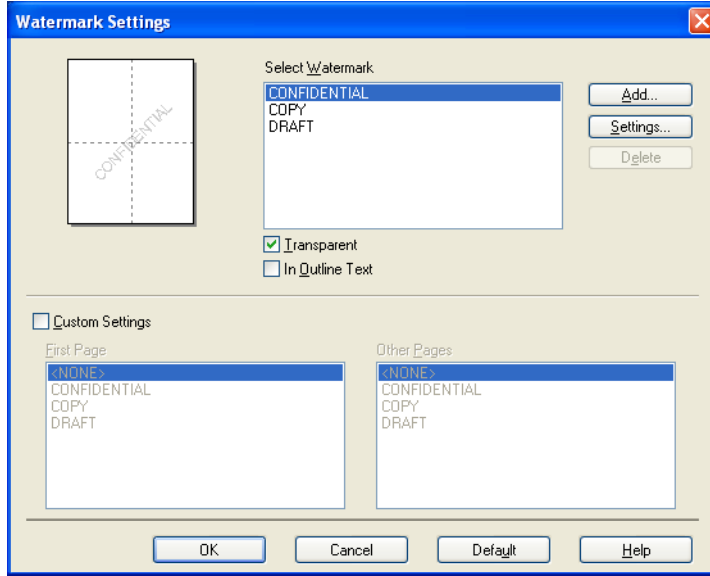 Watermark Settings
CONFIDENTIAL
Select Watermark
CONFIDENTIAL
COPY
DRAFT
Add...
Settings...
Delete
Transparent
In Outline Text
Custom Settings
First Page
<NONE>
CONFIDENTIAL
COPY
DRAFT
Other Pages
<NONE>
CONFIDENTIAL
COPY
DRAFT
OK
Cancel
Default
Help